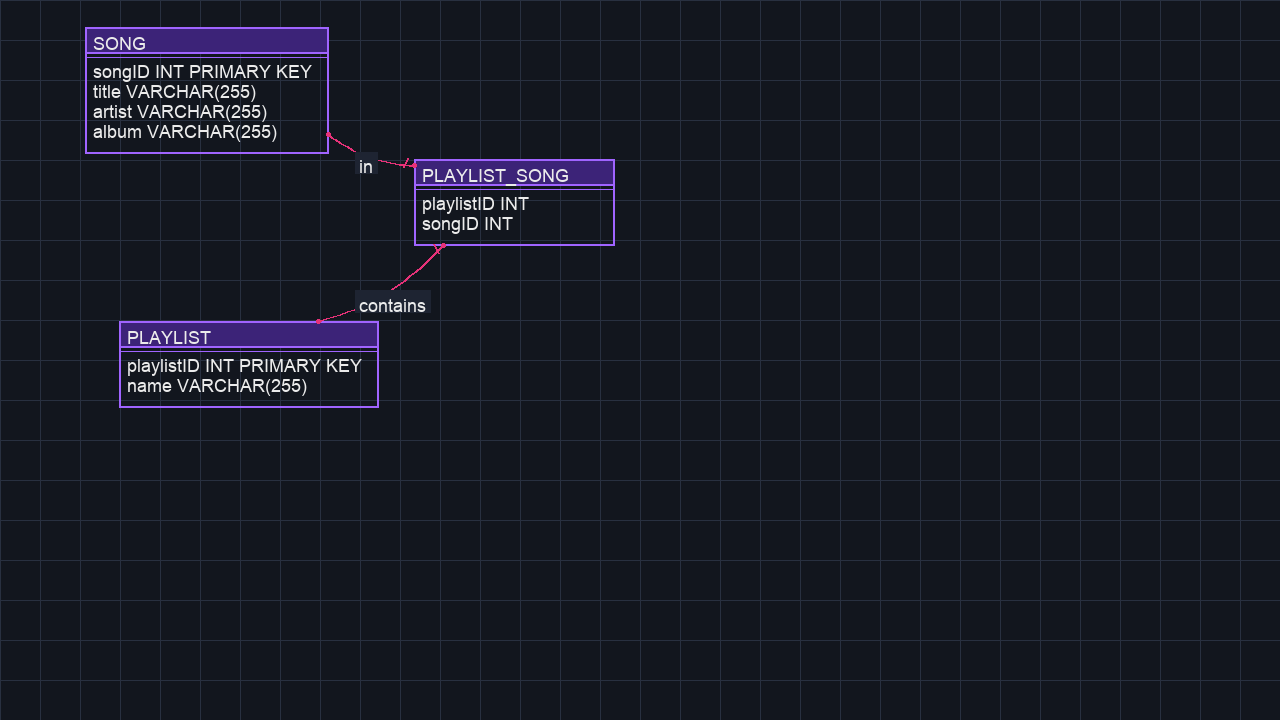 SONG
songID INT PRIMARY KEY
title VARCHAR(255)
artist VARCHAR(255)
album VARCHAR(255)
in
PLAYLIST_SONG
playlistID INT
songID INT
contains
PLAYLIST
playlistID INT PRIMARY KEY
name VARCHAR(255)